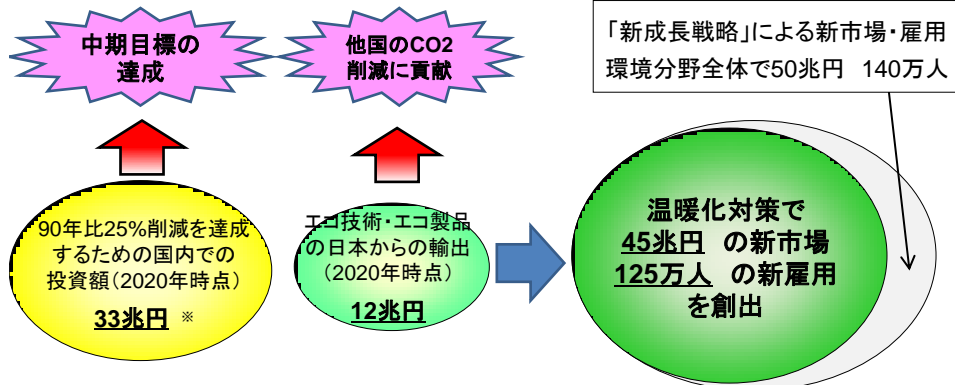 中期目標の
達成
他国のCO2
削減に貢献
「新成長戦略」による新市場・雇用
環境分野全体で50兆円 140万人
90年比25%削減を達成
するための国内での
投資額(2020年時点)
33兆円 ※
エコ技術・エコ製品
の日本からの輸出
(2020年時点)
12兆円
温暖化対策で
45兆円 の新市場
125万人 の新雇用
を創出